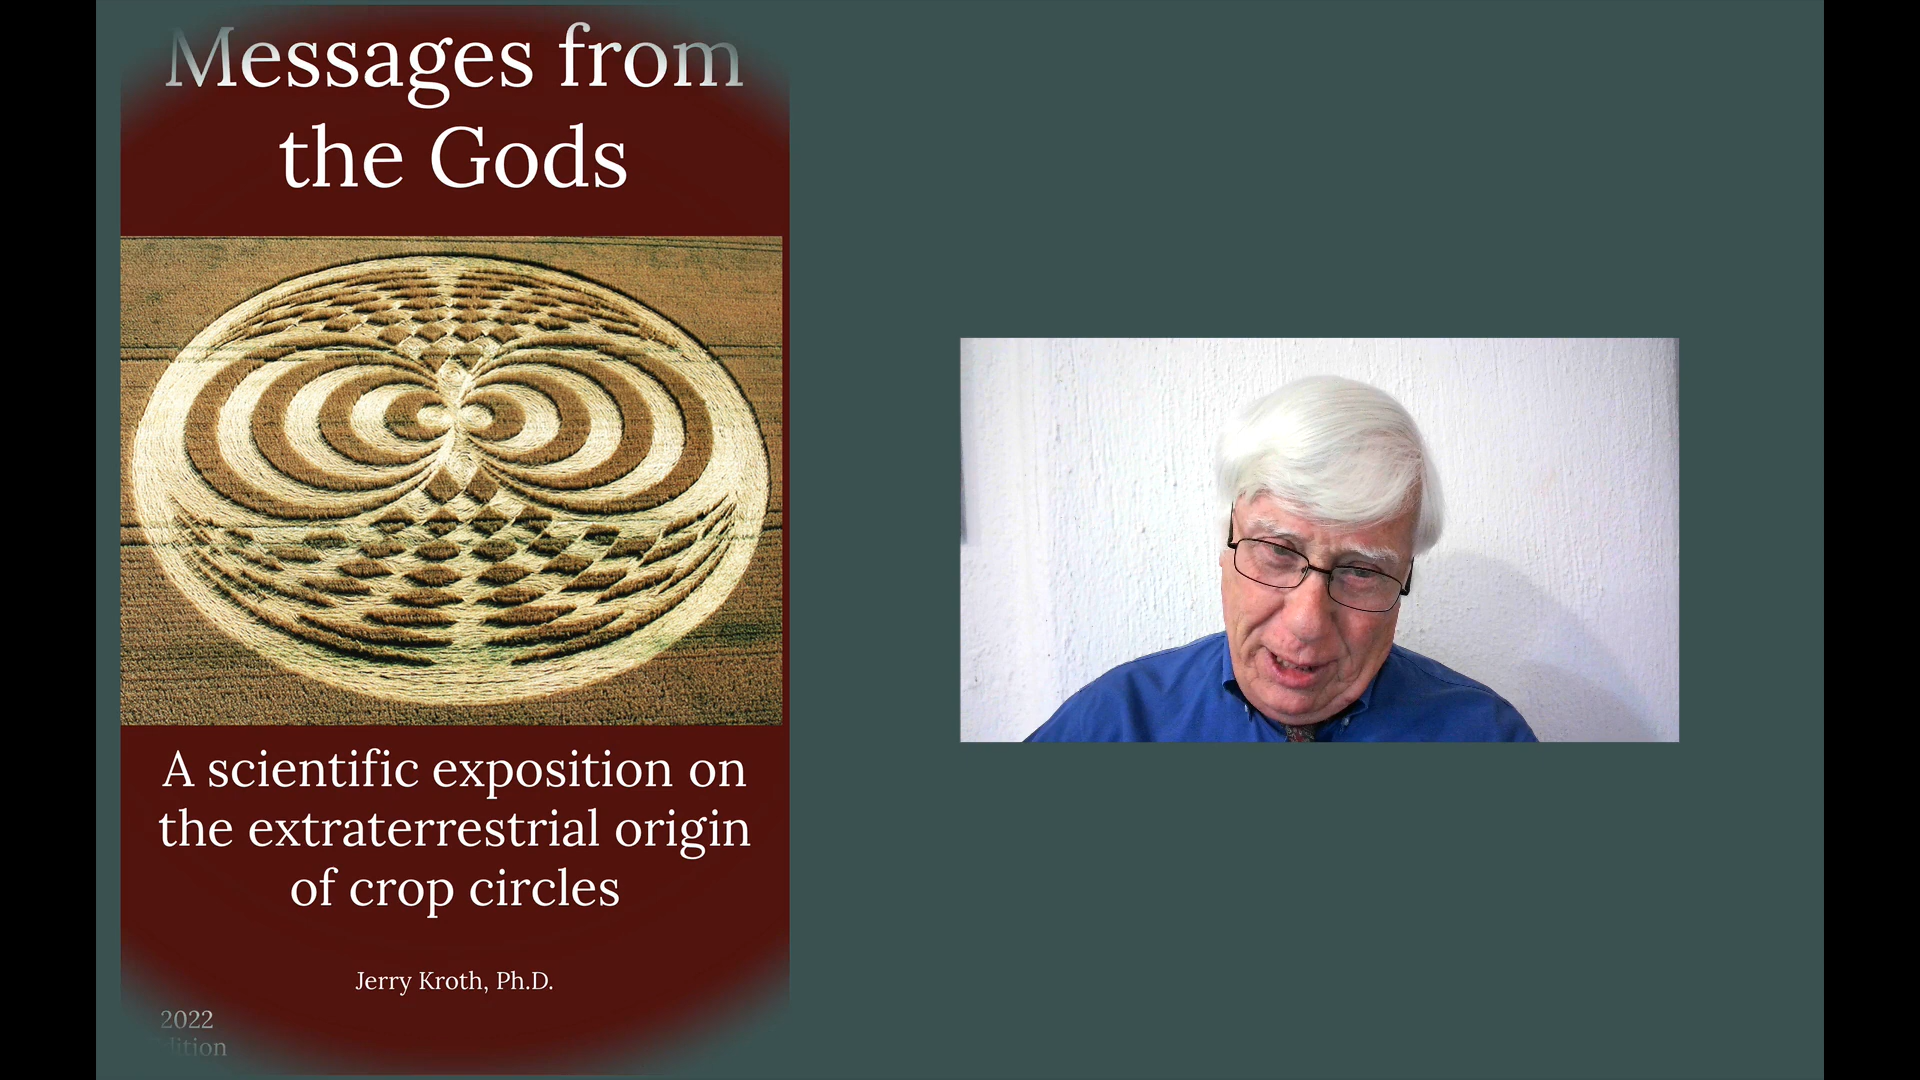 Messages from
the Gods
A scientific exposition on
the extraterrestrial origin
of crop circles
Jerry Kroth, Ph.D.
2022